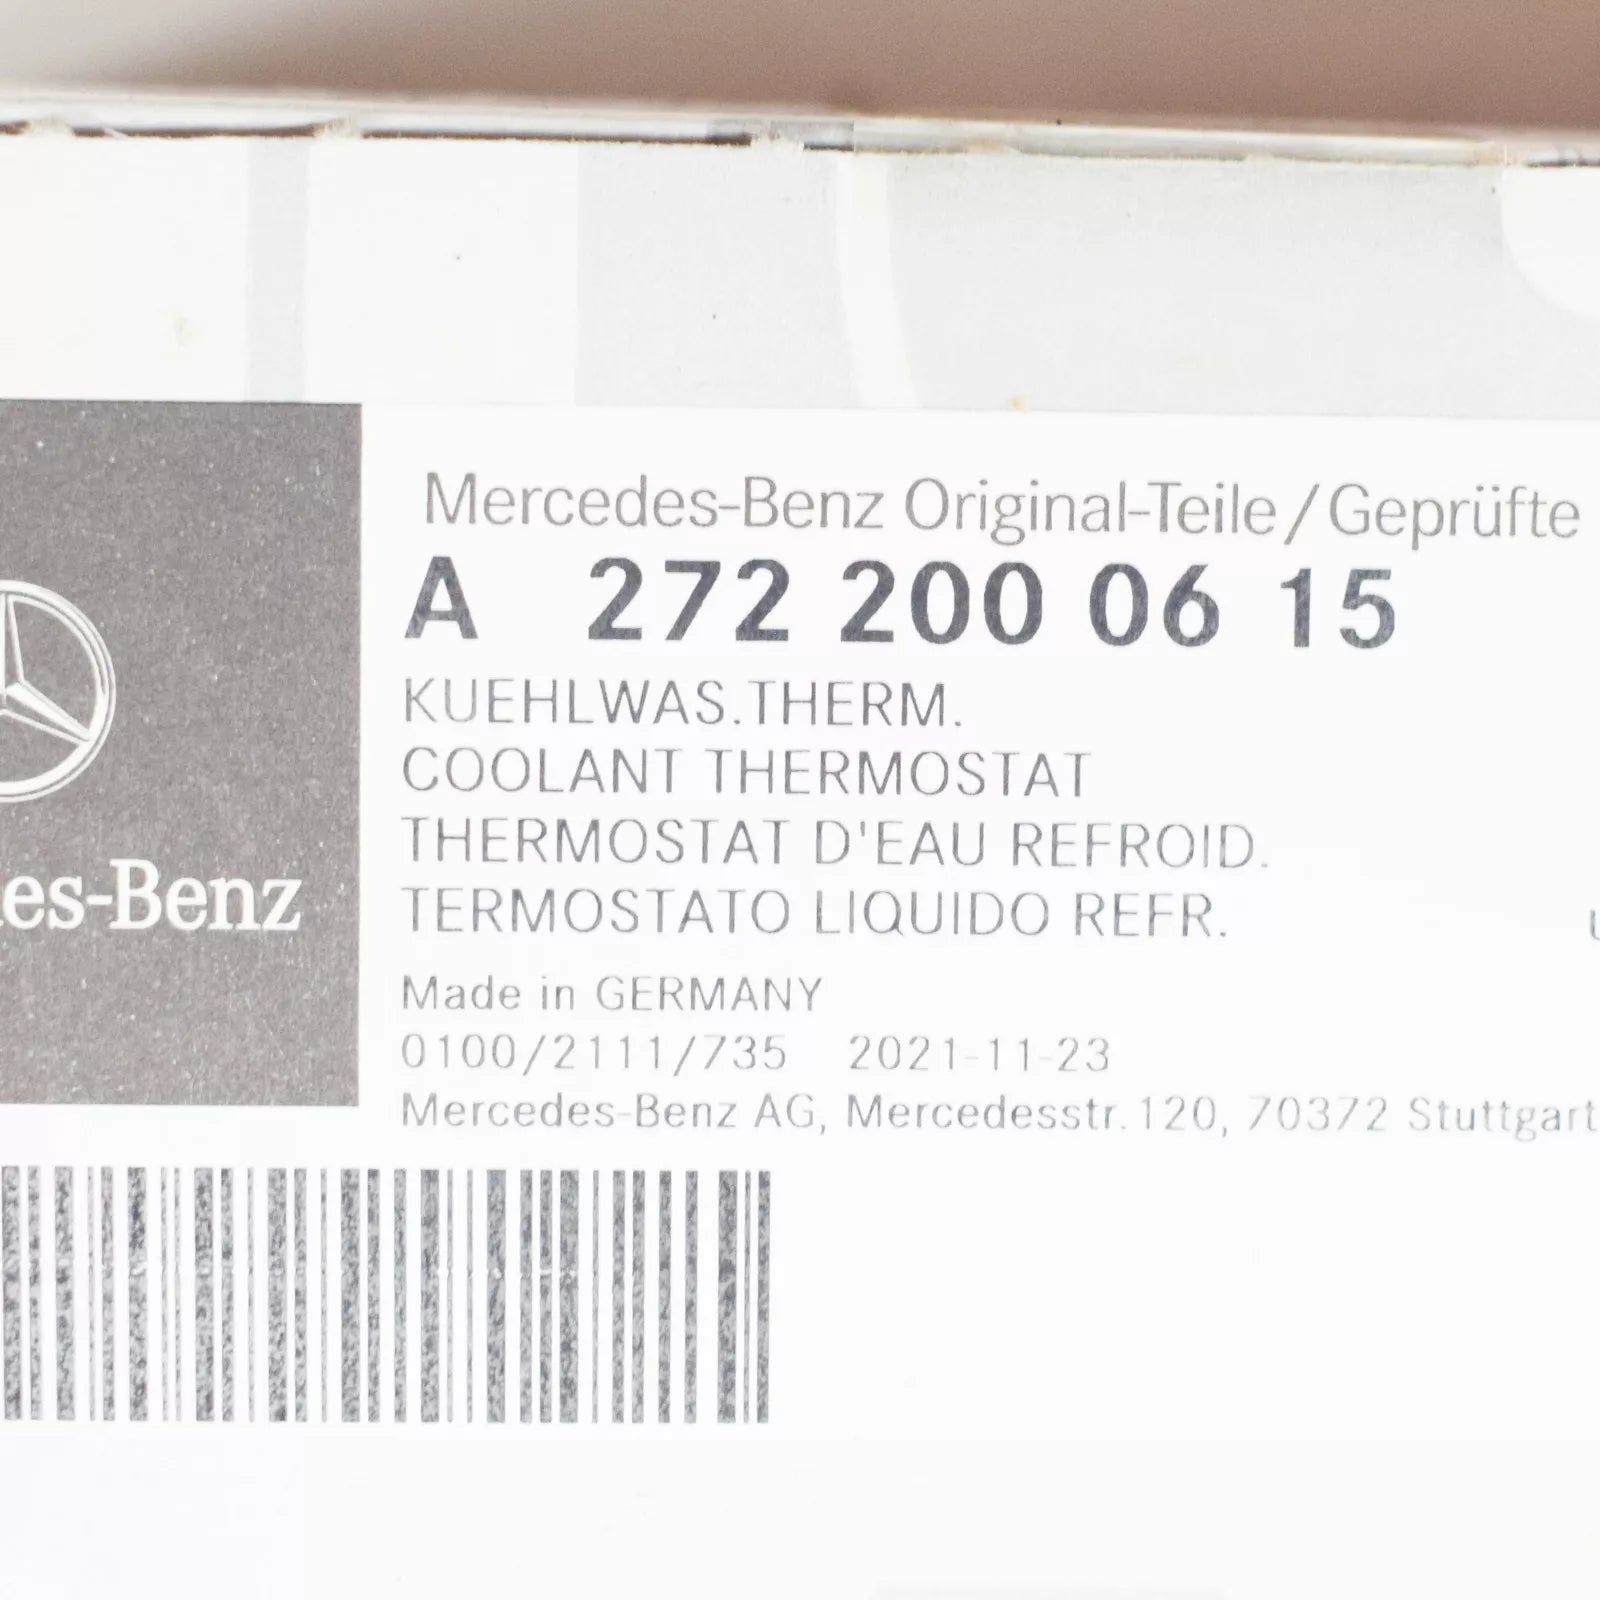 Mercedes-Benz Original-Teile/Geprüfte
A 272 200 06 15
KUEHLWAS.THERM.
COOLANT THERMOSTAT
THERMOSTAT D'EAU REFROID.
TERMOSTATO LIQUIDO REFR.
Made in GERMANY
0100/2111/735 2021-11-23
Mercedes-Benz AG, Mercedesstr.120, 70372 Stuttgart
es-Benz